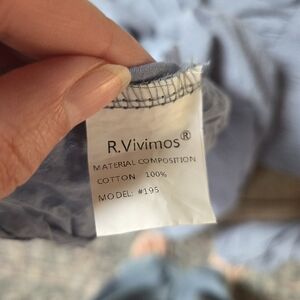 R.Vivimos®
MATERIAL COMPOSITION
COTTON 100%
MODEL: #195